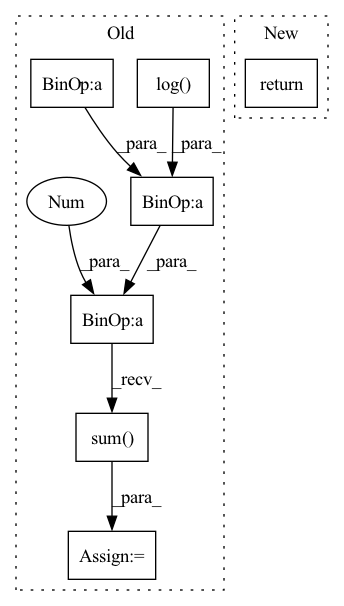 Old
New
BinOp:a
log()
return
_para_
_para_
Num
BinOp:a
_para_
_para_
BinOp:a
_recv_
sum()
_para_
Assign:=